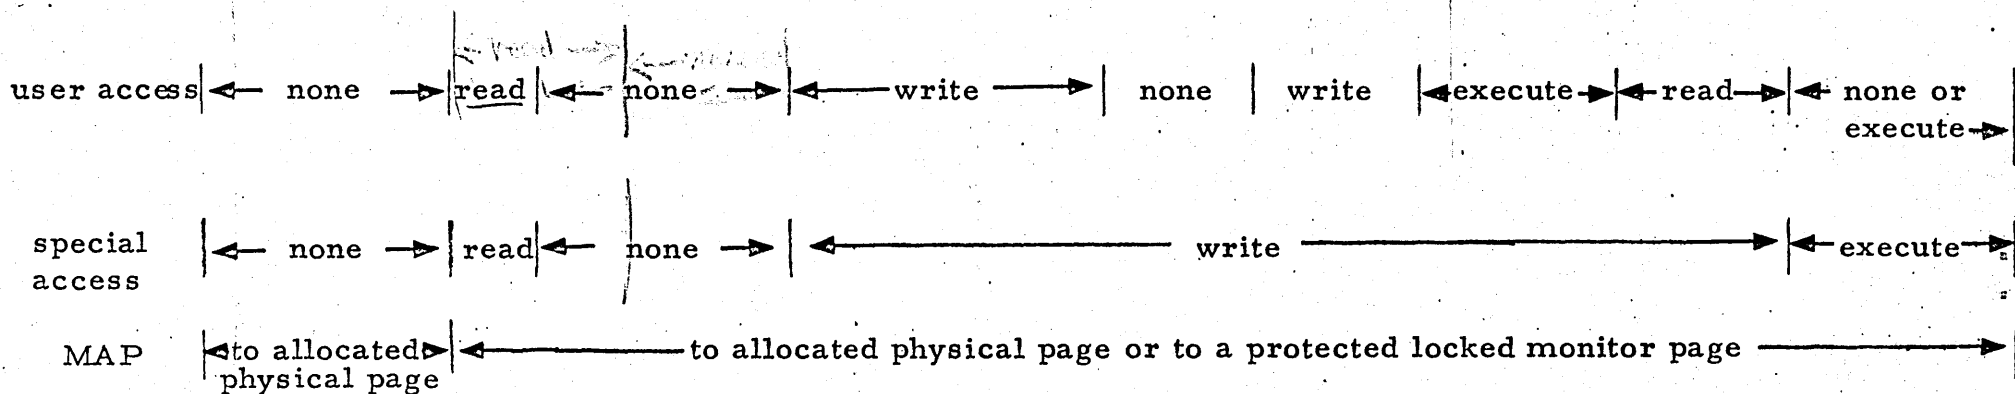 user access none read none write none write execute read none or
execute
special none read none write execute
access
MAP to allocated to allocated physical page or to a protected locked monitor page
physical page